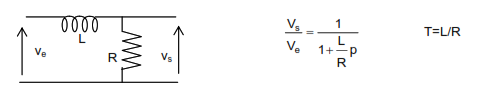 L
Ve
R
Vs
Vs/Ve = 1/(1+(L/R)p)
T=L/R